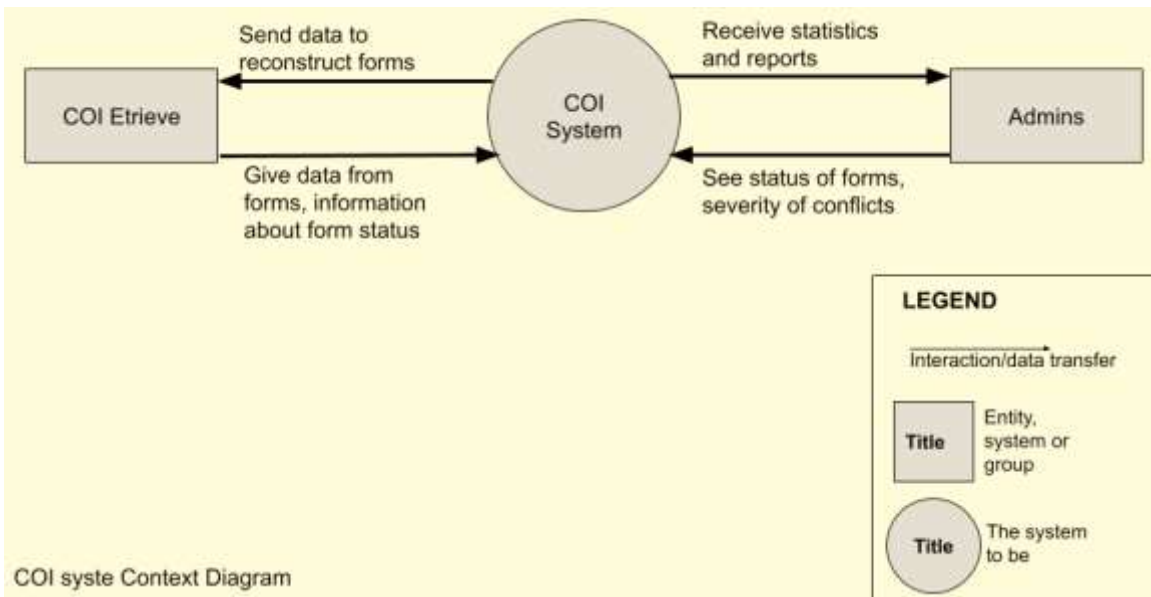 Send data to
reconstruct forms
Receive statistics
and reports
COI Etrieve
COI
System
Admins
Give data from
forms, information
about form status
See status of forms,
severity of conflicts
LEGEND
Interaction/data transfer
Title
Entity,
system or
group
Title
The system
to be
COI syste Context Diagram